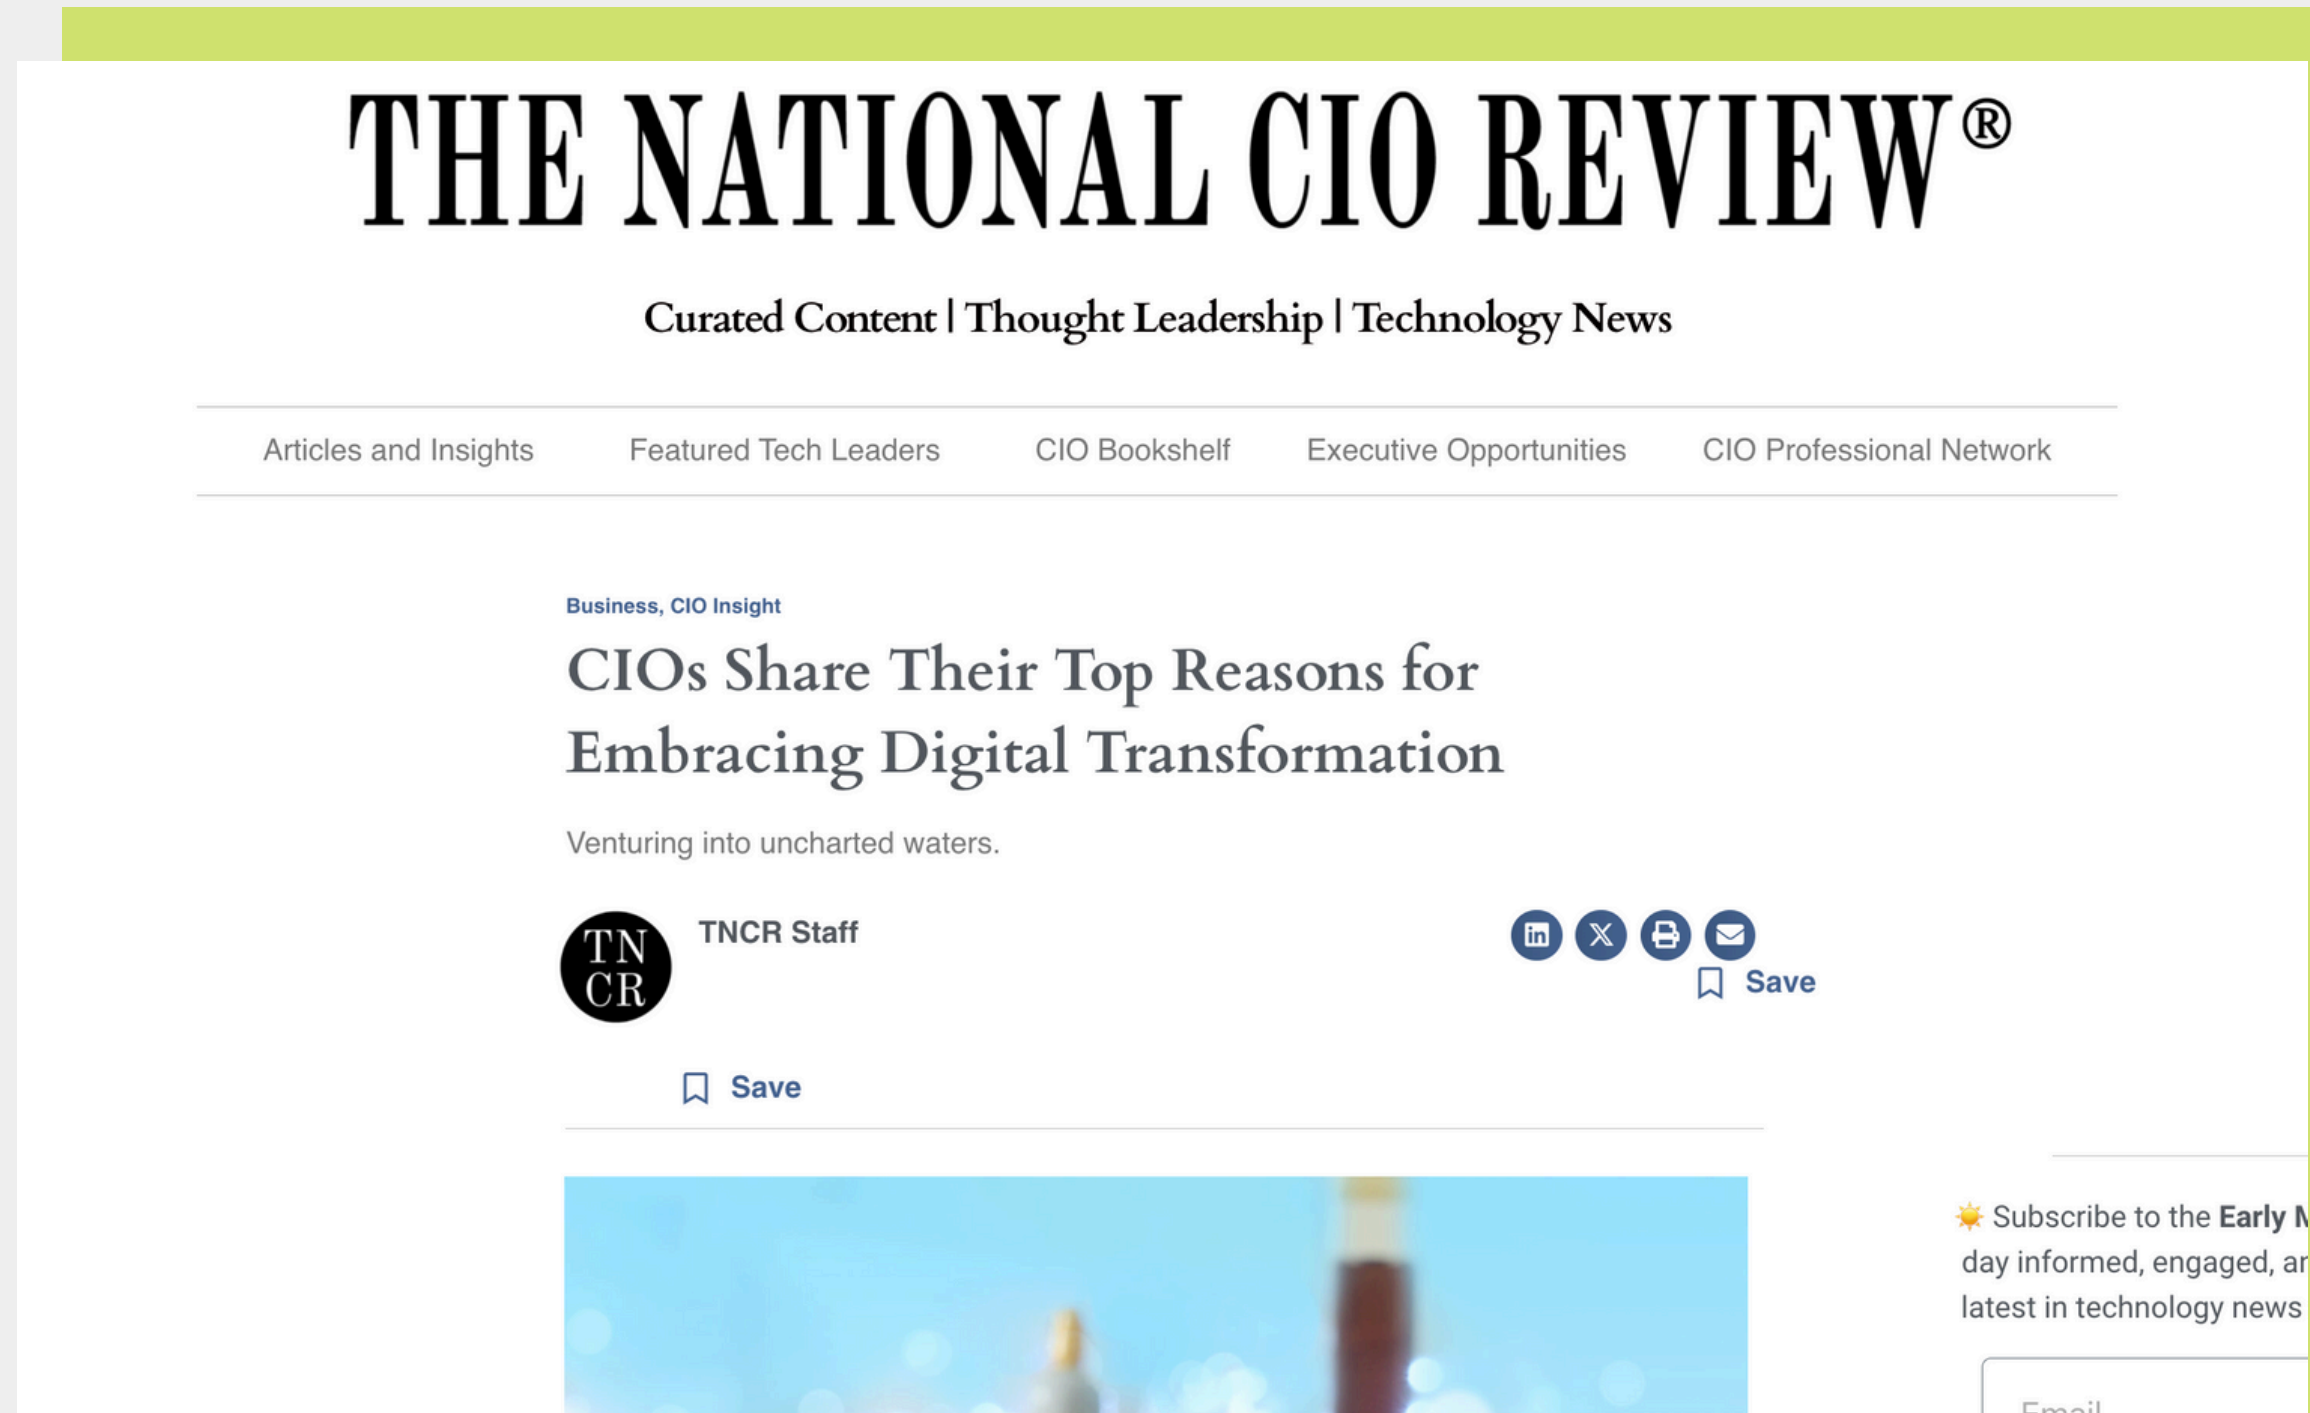 THE NATIONAL CIO REVIEW®
Curated Content | Thought Leadership | Technology News
Articles and Insights Featured Tech Leaders CIO Bookshelf Executive Opportunities CIO Professional Network
Business, CIO Insight
CIOs Share Their Top Reasons for
Embracing Digital Transformation
Venturing into uncharted waters.
TN
CR
TNCR Staff
in X
Save
Save
Subscribe to the Early
day informed, engaged,
latest in technology news
Email